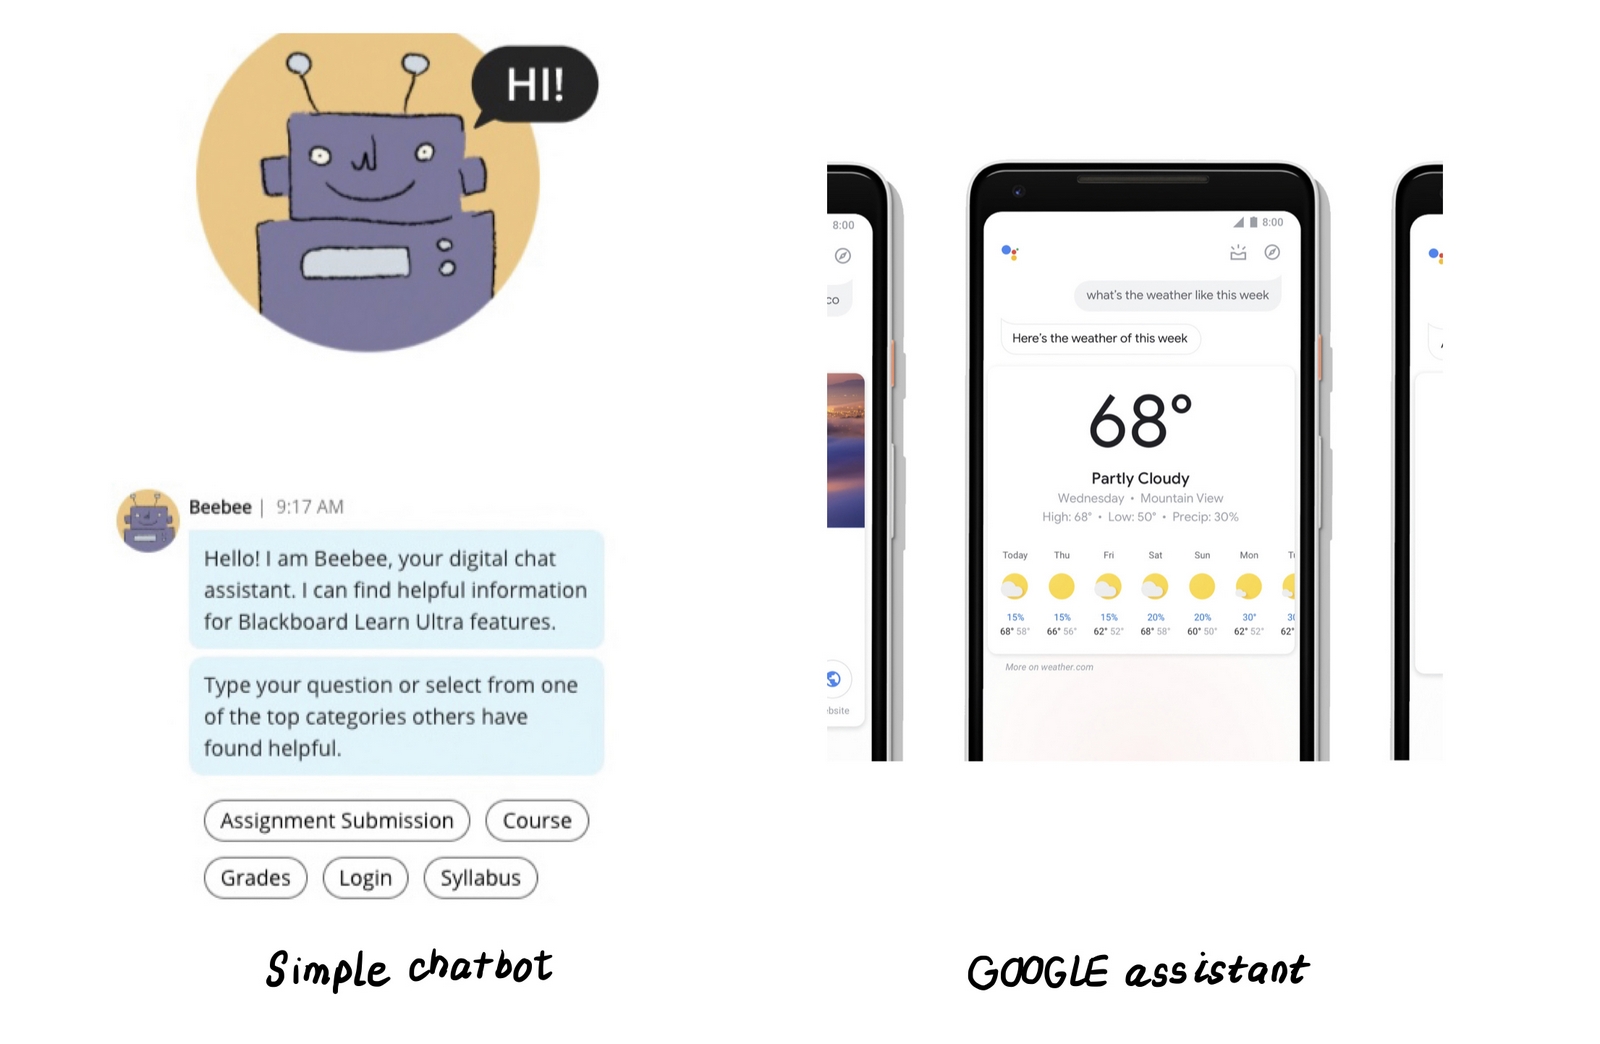 HI!
Beebee | 9:17 AM
Hello! I am Beebee, your digital chat
assistant. I can find helpful information
for Blackboard Learn Ultra features.
Type your question or select from one
of the top categories others have
found helpful.
Assignment Submission Course
Grades Login Syllabus
Simple chatbot
8:00
co
ebsite
8:00
what's the weather like this week
Here's the weather of this week
68°
Partly Cloudy
Wednesday • Mountain View
High: 68° • Low: 50° • Precip: 30%
Today Thu Fri Sat Sun Mon
15% 15% 15% 20% 20% 30°
68° 58° 66° 56° 62° 52° 68° 58° 60° 50° 62° 52° 62°
More on weather.com
GOOGLE assistant